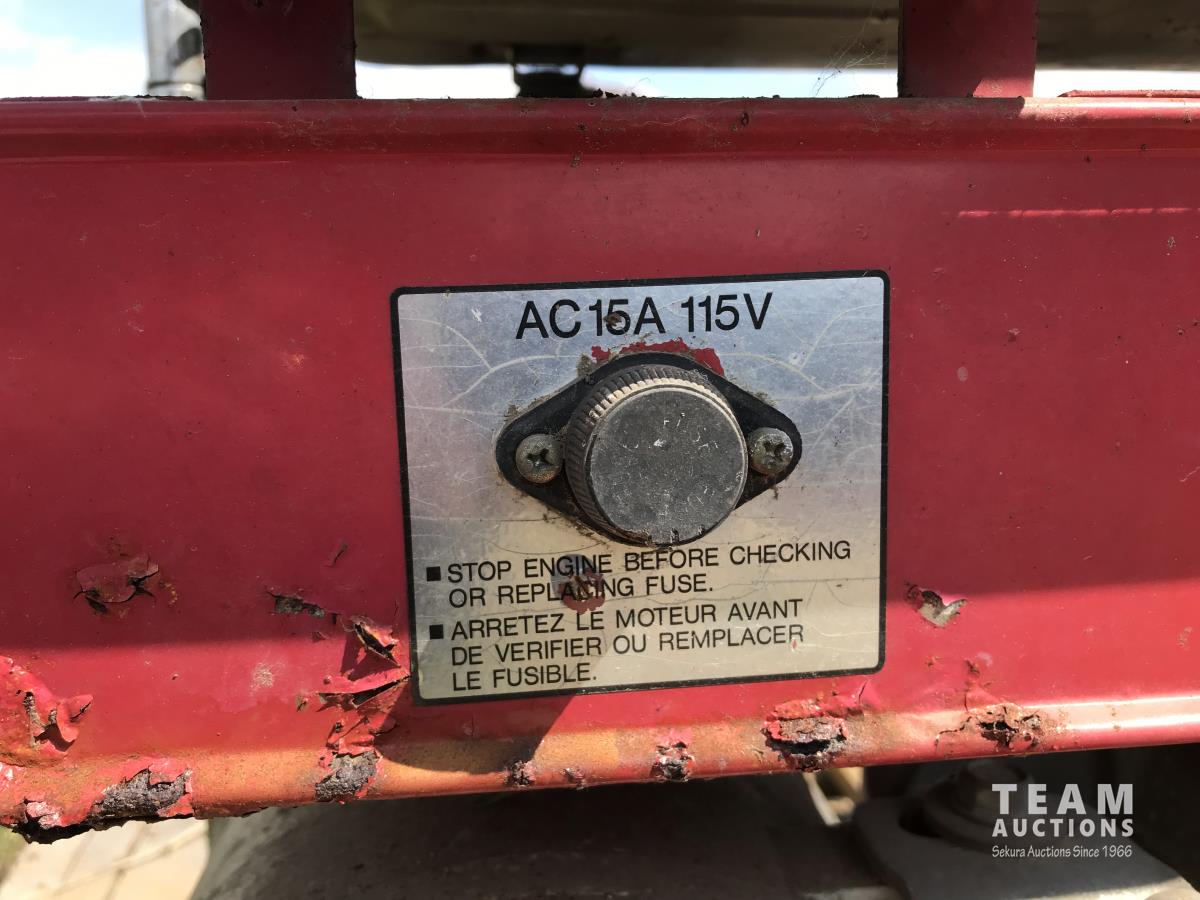 AC15A 115V
■ STOP ENGINE BEFORE CHECKING
OR REPLACING FUSE.
■ ARRETEZ LE MOTEUR AVANT
DE VERIFIER OU REMPLACER
LE FUSIBLE.
TEAM
AUCTIONS
Sekura Auctions Since 1966